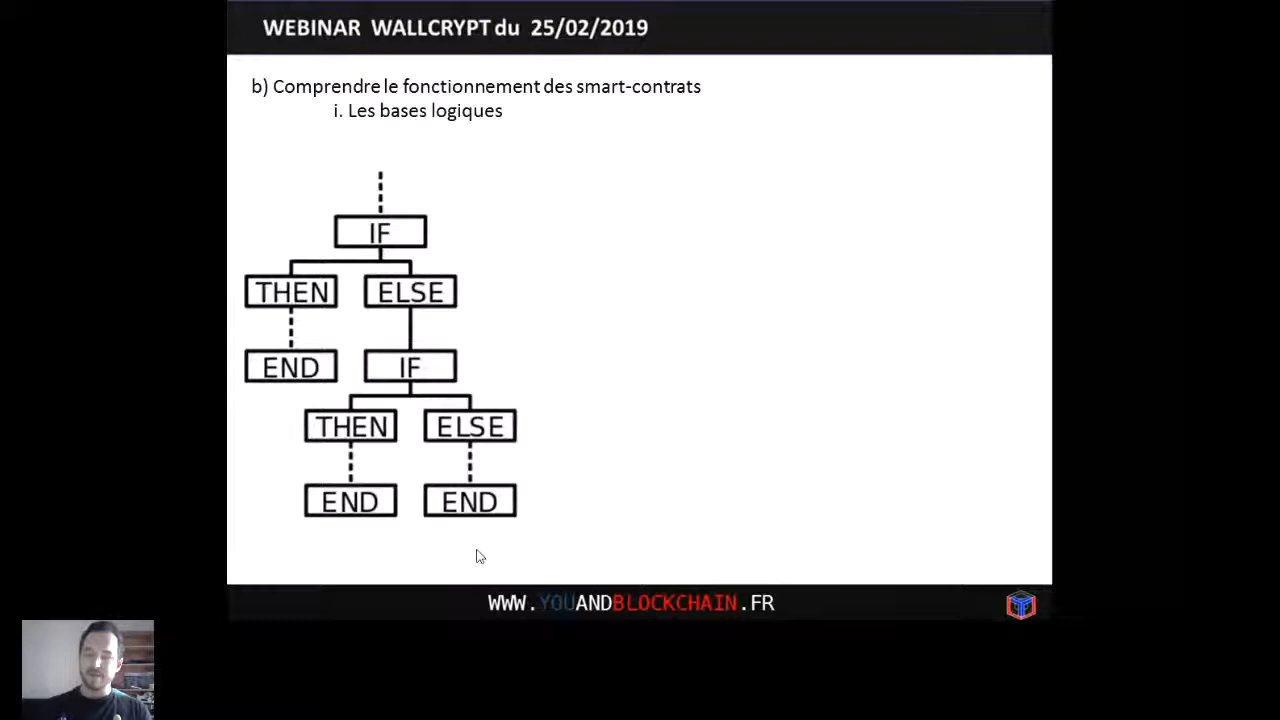 WEBINAR WALLCRYPT du 25/02/2019
b) Comprendre le fonctionnement des smart-contrats
i. Les bases logiques
IF
THEN ELSE
END IF
THEN ELSE
END END
WWW.YOUANDBLOCKCHAIN.FR